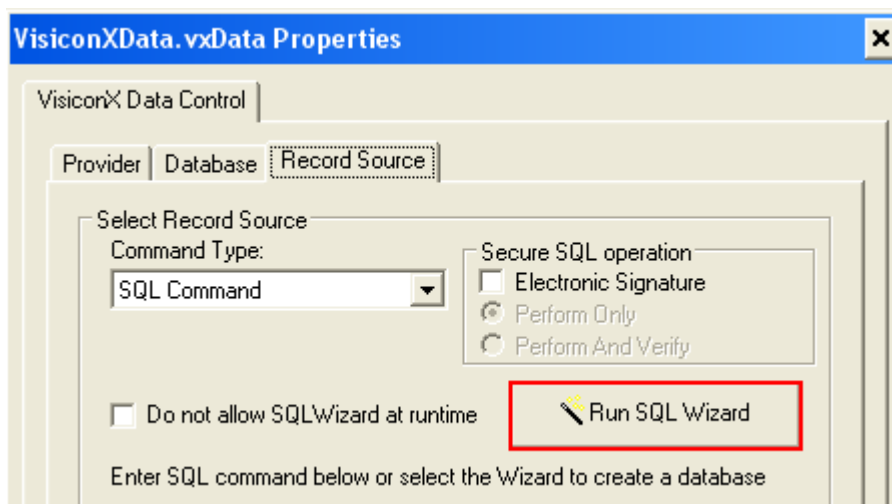 VisiconXData.vxData Properties
VisiconX Data Control
Provider Database Record Source
Select Record Source
Command Type:
SQL Command
Secure SQL operation
Electronic Signature
Perform Only
Perform And Verify
Do not allow SQLWizard at runtime
Run SQL Wizard
Enter SQL command below or select the Wizard to create a database